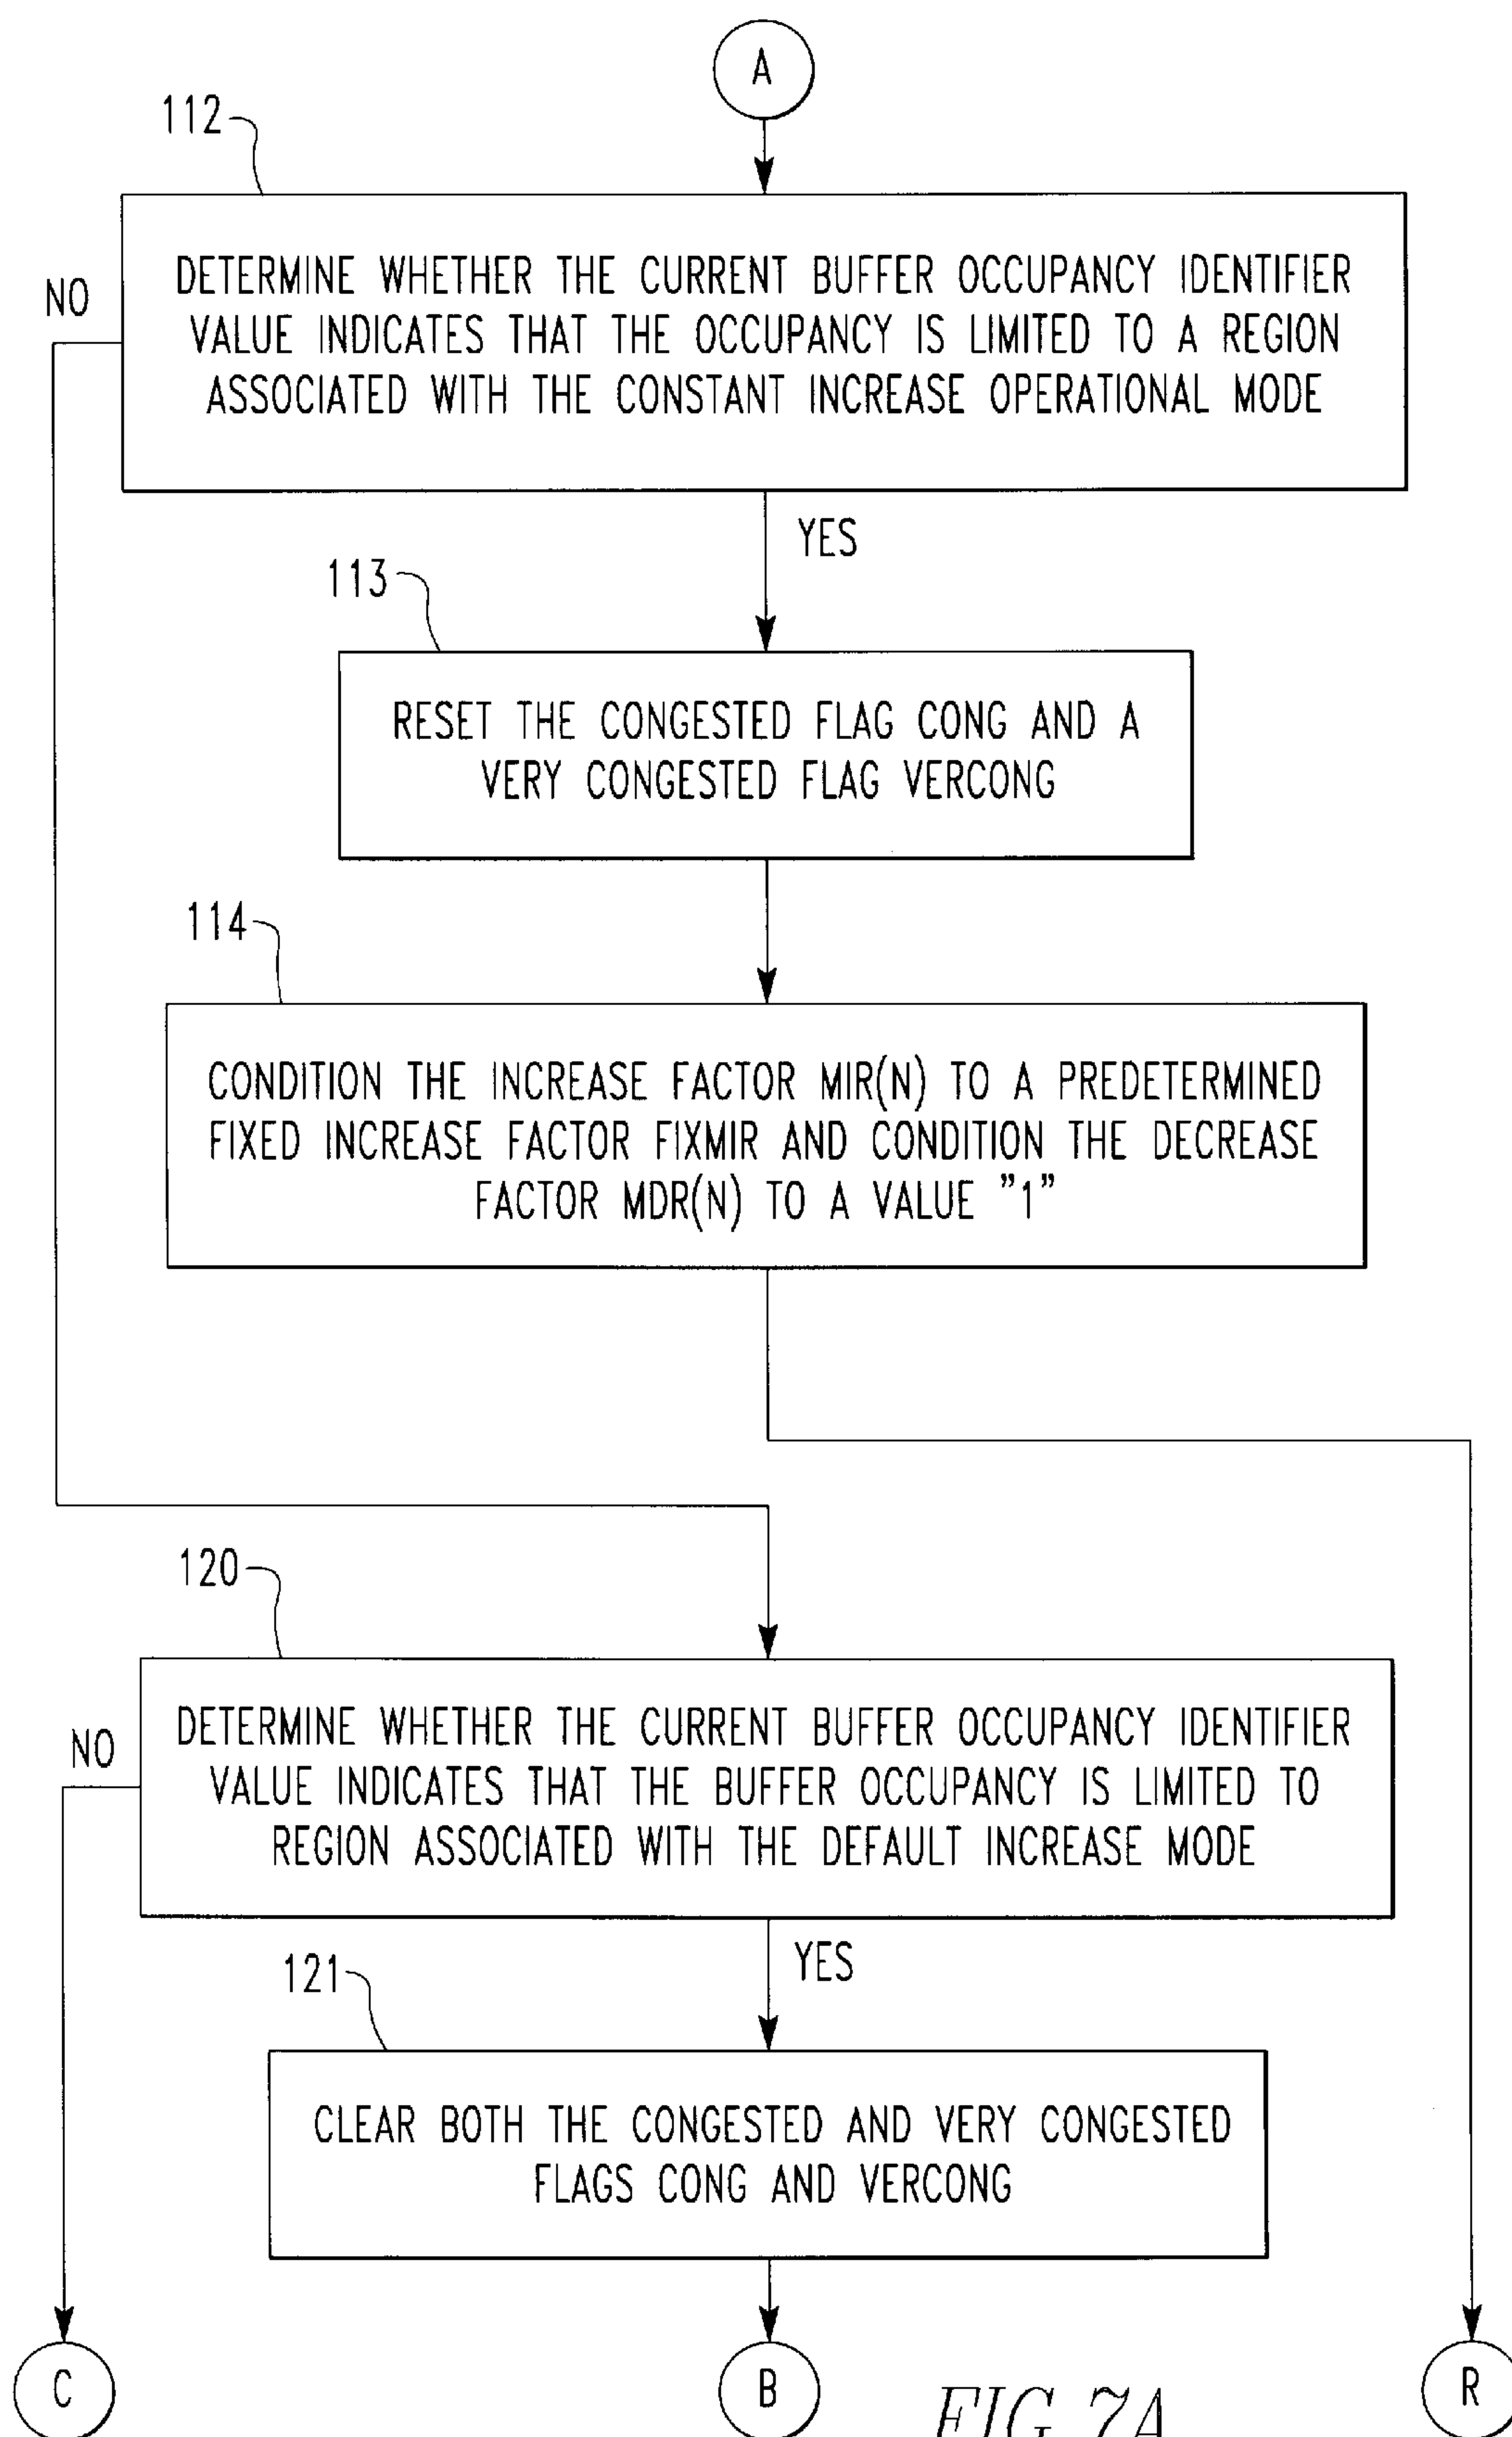 A
112
DETERMINE WHETHER THE CURRENT BUFFER OCCUPANCY IDENTIFIER
VALUE INDICATES THAT THE OCCUPANCY IS LIMITED TO A REGION
ASSOCIATED WITH THE CONSTANT INCREASE OPERATIONAL MODE
NO
YES
113
RESET THE CONGESTED FLAG CONG AND A
VERY CONGESTED FLAG VERCONG
114
CONDITION THE INCREASE FACTOR MIR(N) TO A PREDETERMINED
FIXED INCREASE FACTOR FIXMIR AND CONDITION THE DECREASE
FACTOR MDR(N) TO A VALUE "1"
120
DETERMINE WHETHER THE CURRENT BUFFER OCCUPANCY IDENTIFIER
VALUE INDICATES THAT THE BUFFER OCCUPANCY IS LIMITED TO
REGION ASSOCIATED WITH THE DEFAULT INCREASE MODE
NO
YES
121
CLEAR BOTH THE CONGESTED AND VERY CONGESTED
FLAGS CONG AND VERCONG
C
B
R
FIG. 7A